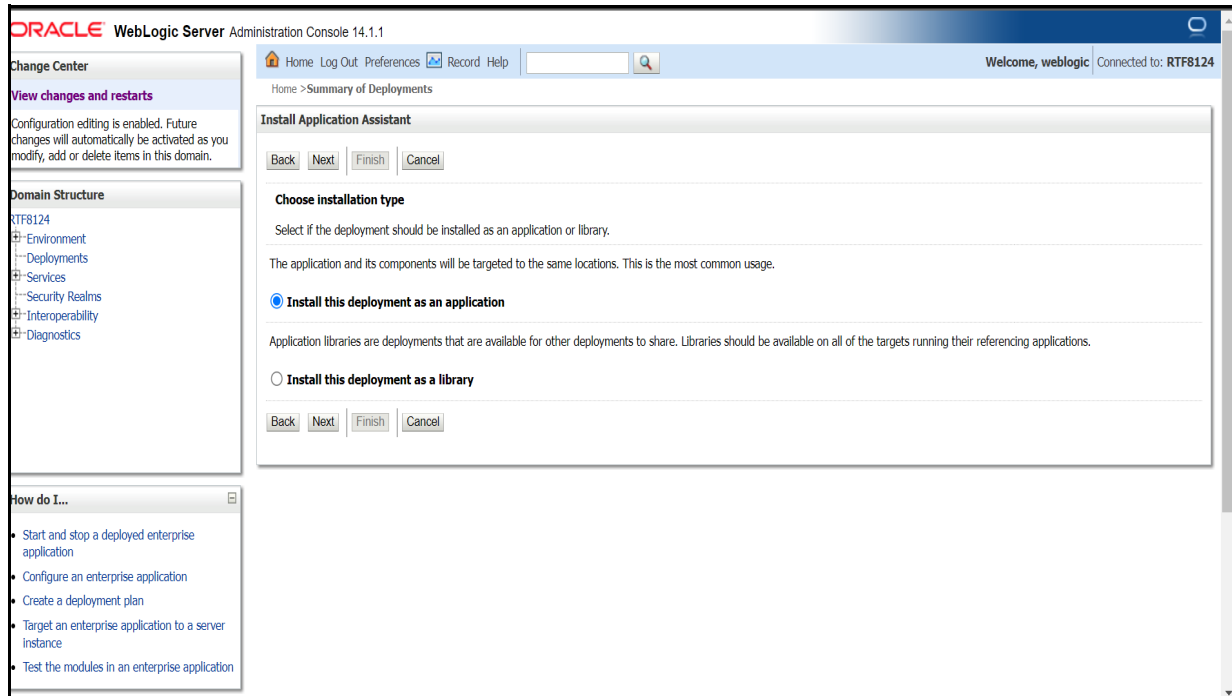 ORACLE WebLogic Server Administration Console 14.1.1
Change Center
View changes and restarts
Configuration editing is enabled. Future
changes will automatically be activated as you
modify, add or delete items in this domain.
Domain Structure
RTF8124
Environment
Deployments
Services
Security Realms
Interoperability
Diagnostics
How do I...
Start and stop a deployed enterprise
application
Configure an enterprise application
Create a deployment plan
Target an enterprise application to a server
instance
Test the modules in an enterprise application
Home Log Out Preferences Record Help
Welcome, weblogic Connected to: RTF8124
Home >Summary of Deployments
Install Application Assistant
Back Next Finish Cancel
Choose installation type
Select if the deployment should be installed as an application or library.
The application and its components will be targeted to the same locations. This is the most common usage.
Install this deployment as an application
Application libraries are deployments that are available for other deployments to share. Libraries should be available on all of the targets running their referencing applications.
Install this deployment as a library
Back Next Finish Cancel